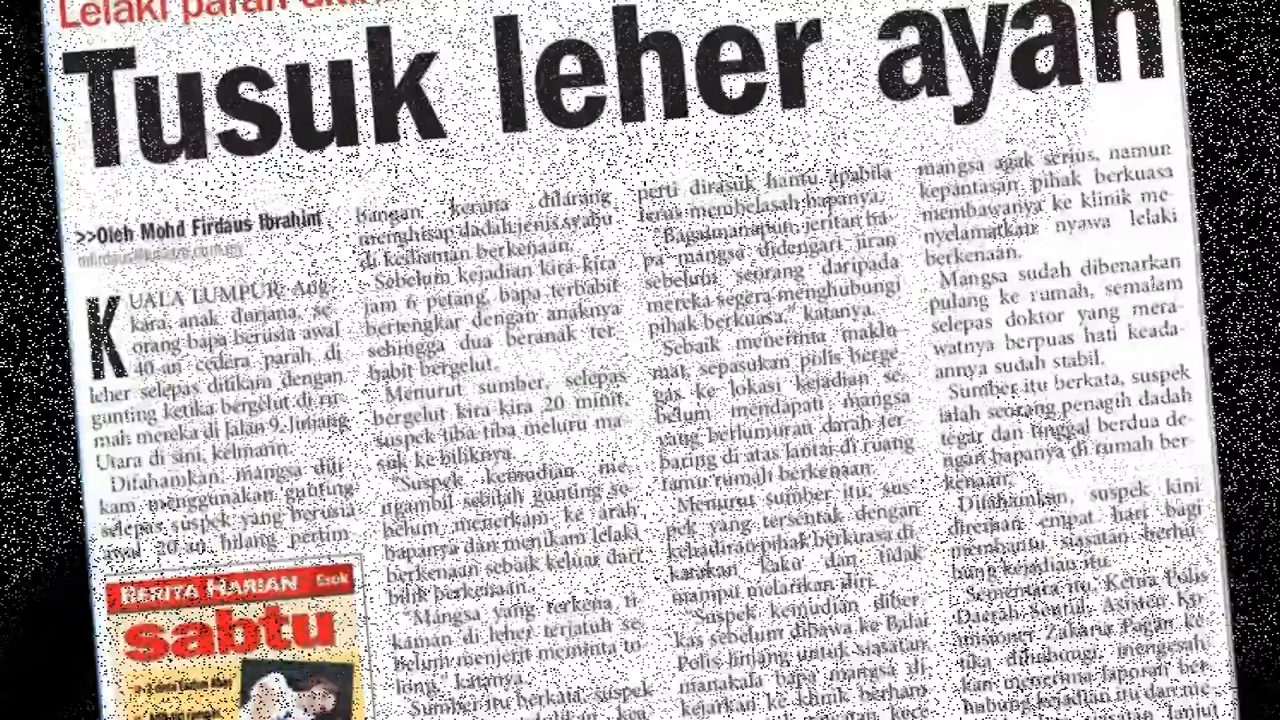 Lelaki parah
Tusuk leher ayah
>>Oleh Mohd Firdaus Ibrahim
KUALA LUMPUR: Ang-
kara anak durjana, se-
orang bapa berusia awal
40-an cedera parah di
leher selepas ditikam dengan
gunting ketika bergelut di ru-
mah mereka di Jalan 9, Jinjang
Utara di sini, kelmarin.
Difahamkan, mangsa diti-
kam menggunakan gunting
selepas suspek yang berusia
awal 20-an hilang pertim-
BERITA HARIAN Esok
sabtu
bangan kerana dilarang
menghisap dadah jenis syabu
di kediaman berkenaan.
Sebelum kejadian kira-kira
jam 6 petang, bapa terbabit
bertengkar dengan anaknya
sehingga dua beranak ter-
babit bergelut.
Menurut sumber, selepas
bergelut kira-kira 20 minit,
suspek tiba-tiba meluru ma-
suk ke biliknya.
"Suspek kemudian me-
ngambil sebilah gunting se-
belum menerkam ke arah
bapanya dan menikam lelaki
berkenaan sebaik keluar dari
bilik berkenaan.
"Mangsa yang terkena ti-
kaman di leher terjatuh se-
belum menjerit meminta to-
long," katanya.
Sumber itu berkata, suspek
perti dirasuk hantu apabila
terus membelasah bapanya.
"Bagaimanapun, jeritan ba-
pa mangsa didengari jiran
sebelum seorang daripada
mereka segera menghubungi
pihak berkuasa," katanya.
Sebaik menerima maklu-
mat, sepasukan polis berge-
gas ke lokasi kejadian se-
belum mendapati mangsa
yang berlumuran darah ter-
baring di atas lantai di ruang
tamu rumah berkenaan.
Menurut sumber itu, sus-
pek yang tersentak dengan
kehadiran pihak berkuasa di-
katakan kaku dan tidak
mampu melarikan diri.
"Suspek kemudian diber-
kas sebelum dibawa ke Balai
Polis Jinjang untuk siasatan
manakala bapa mangsa di-
kejarkan ke klinik berham-
mangsa agak serius, namun
kepantasan pihak berkuasa
membawanya ke klinik me-
nyelamatkan nyawa lelaki
berkenaan.
Mangsa sudah dibenarkan
pulang ke rumah, semalam
selepas doktor yang mera-
watnya berpuas hati keada-
annya sudah stabil.
Sumber itu berkata, suspek
ialah seorang penagih dadah
tegar dan tinggal berdua de-
ngan bapanya di rumah ber-
kenaan.
Difahamkan, suspek kini
direman empat hari bagi
membantu siasatan berhu-
bung kejadian itu.
Sementara itu, Ketua Polis
Daerah Sentul, Asisten Ko-
misioner Zakaria Pagan ke-
tika dihubungi, mengesah-
kan menerima laporan ber-
hubung kejadian itu dan me-
lanjut